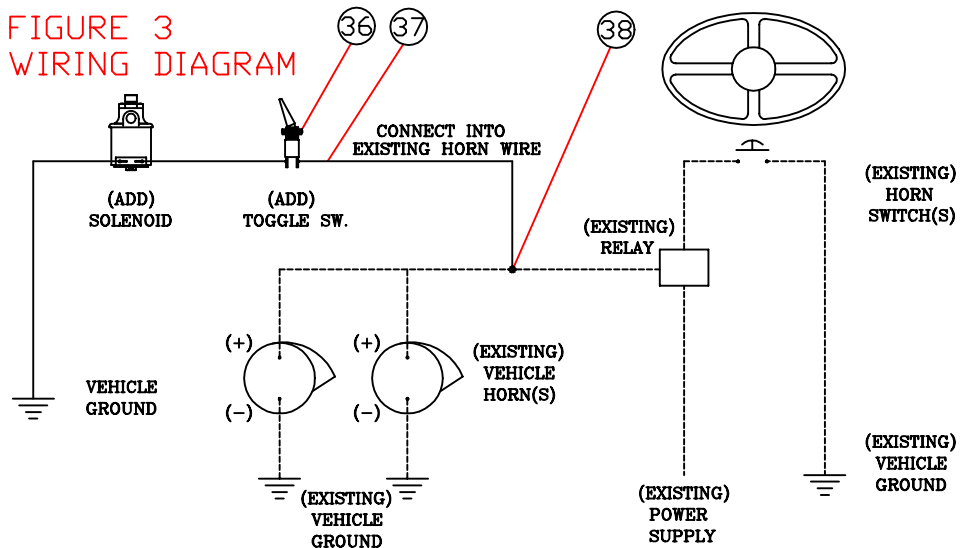 FIGURE 3
WIRING DIAGRAM
36
37
38
CONNECT INTO
EXISTING HORN WIRE
(ADD)
SOLENOID
(ADD)
TOGGLE SW.
(EXISTING)
HORN
SWITCH(S)
(EXISTING)
RELAY
(+)
(+)
(EXISTING)
VEHICLE
HORN(S)
VEHICLE
GROUND
(-)
(-)
(EXISTING)
VEHICLE
GROUND
(EXISTING)
POWER
SUPPLY
(EXISTING)
VEHICLE
GROUND